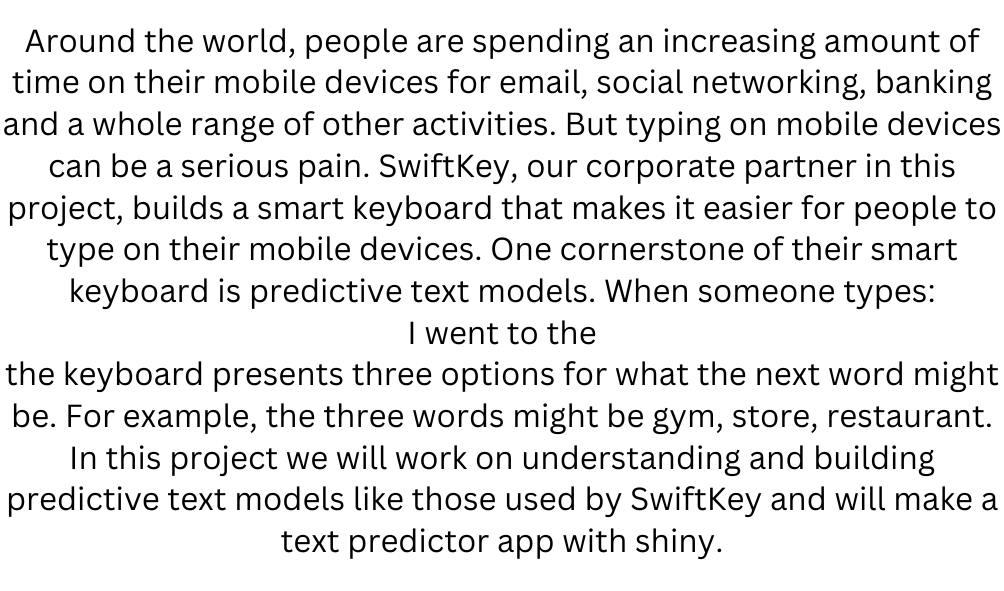 Around the world, people are spending an increasing amount of
time on their mobile devices for email, social networking, banking
and a whole range of other activities. But typing on mobile devices
can be a serious pain. SwiftKey, our corporate partner in this
project, builds a smart keyboard that makes it easier for people to
type on their mobile devices. One cornerstone of their smart
keyboard is predictive text models. When someone types:
I went to the
the keyboard presents three options for what the next word might
be. For example, the three words might be gym, store, restaurant.
In this project we will work on understanding and building
predictive text models like those used by SwiftKey and will make a
text predictor app with shiny.